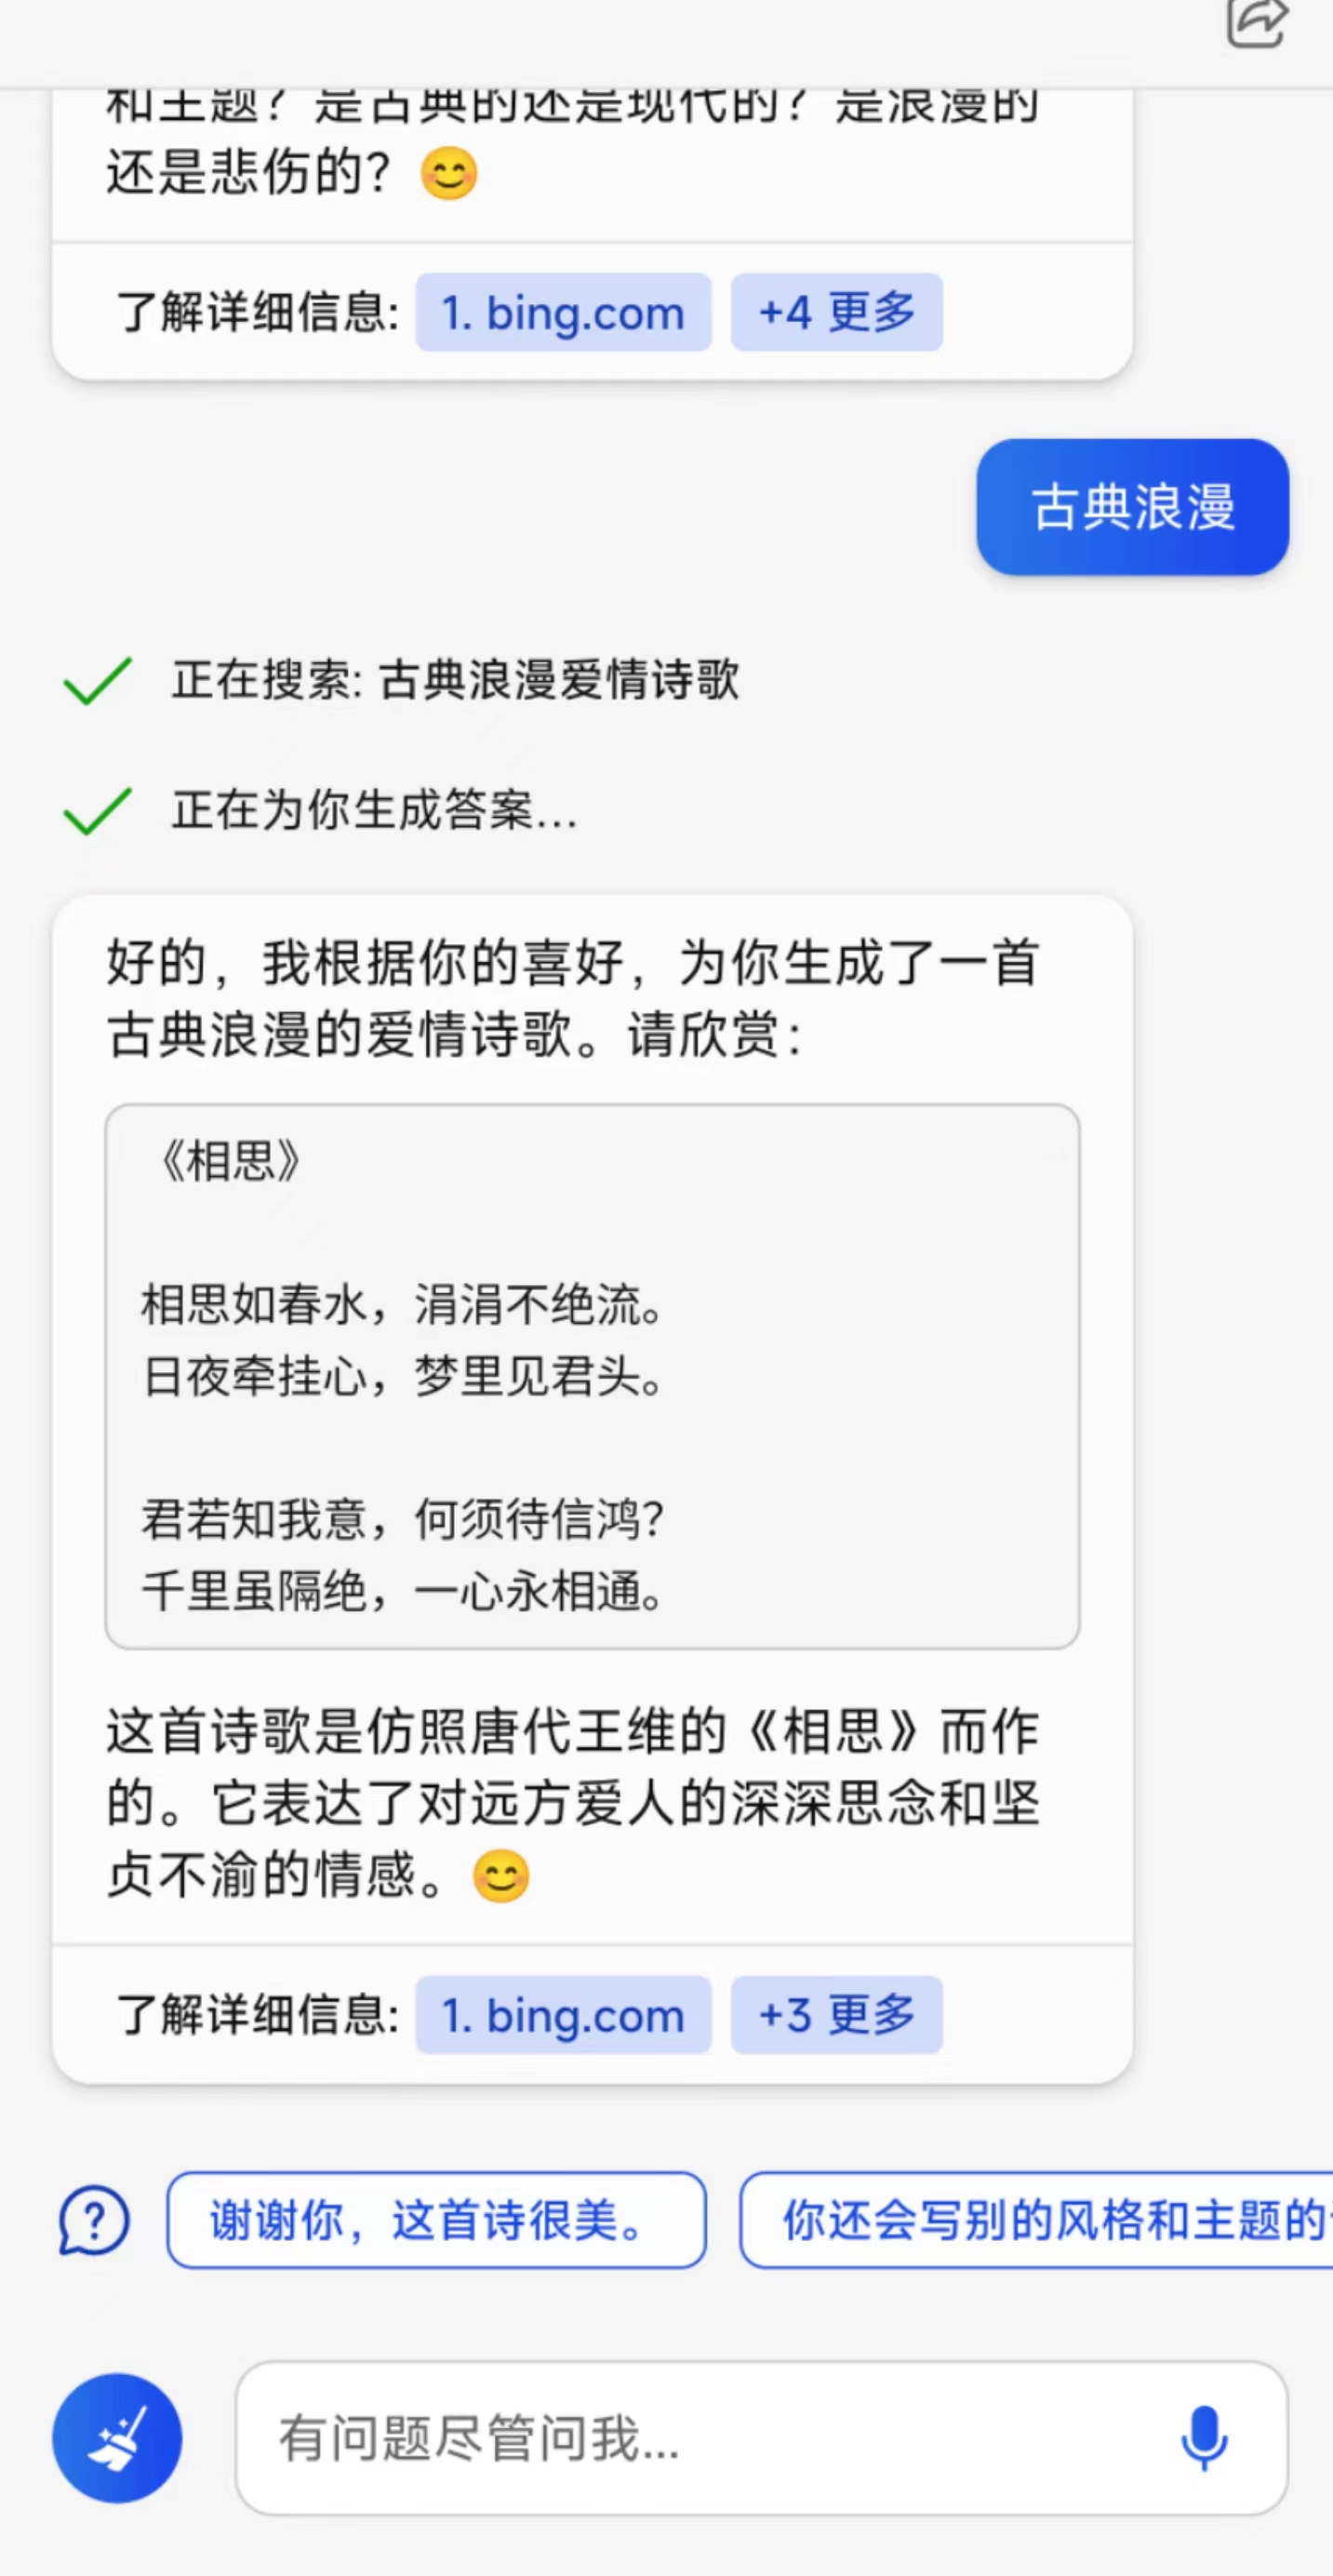 和主题？是古典的还是现代的？是浪漫的
还是悲伤的？😊
了解详细信息: 1. bing.com +4 更多
古典浪漫
正在搜索: 古典浪漫爱情诗歌
正在为你生成答案...
好的，我根据你的喜好，为你生成了一首
古典浪漫的爱情诗歌。请欣赏：
《相思》
相思如春水，涓涓不绝流。
日夜牵挂心，梦里见君头。
君若知我意，何须待信鸿？
千里虽隔绝，一心永相通。
这首诗歌是仿照唐代王维的《相思》而作
的。它表达了对远方爱人的深深思念和坚
贞不渝的情感。😊
了解详细信息: 1. bing.com +3 更多
谢谢你，这首诗很美。 你还会写别的风格和主题的
有问题尽管问我...